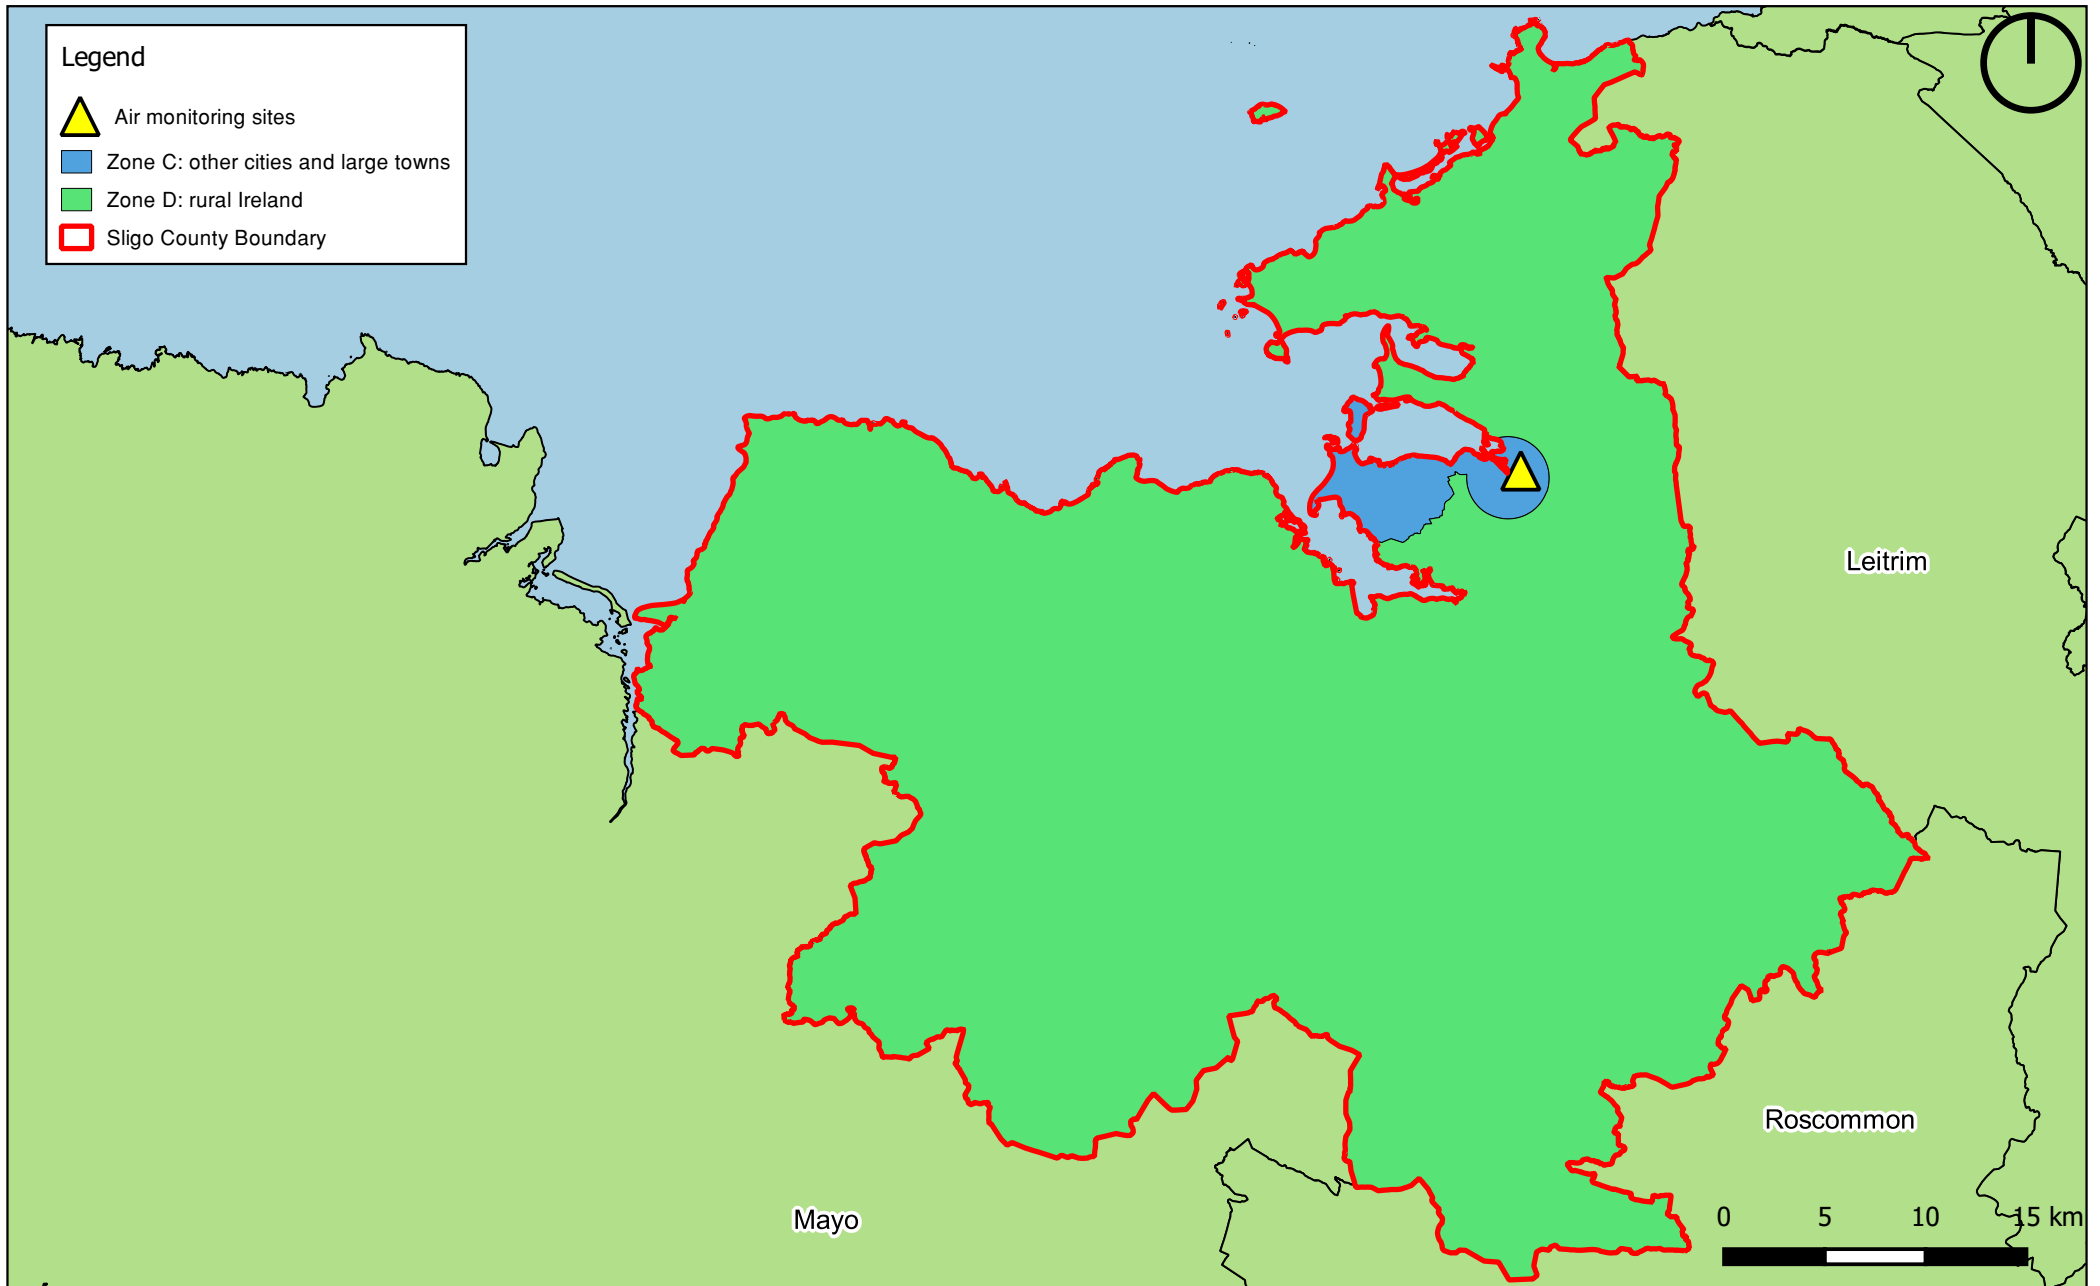 Legend
Air monitoring sites
Zone C: other cities and large towns
Zone D: rural Ireland
Sligo County Boundary
Leitrim
Roscommon
Mayo
0 5 10 15 km